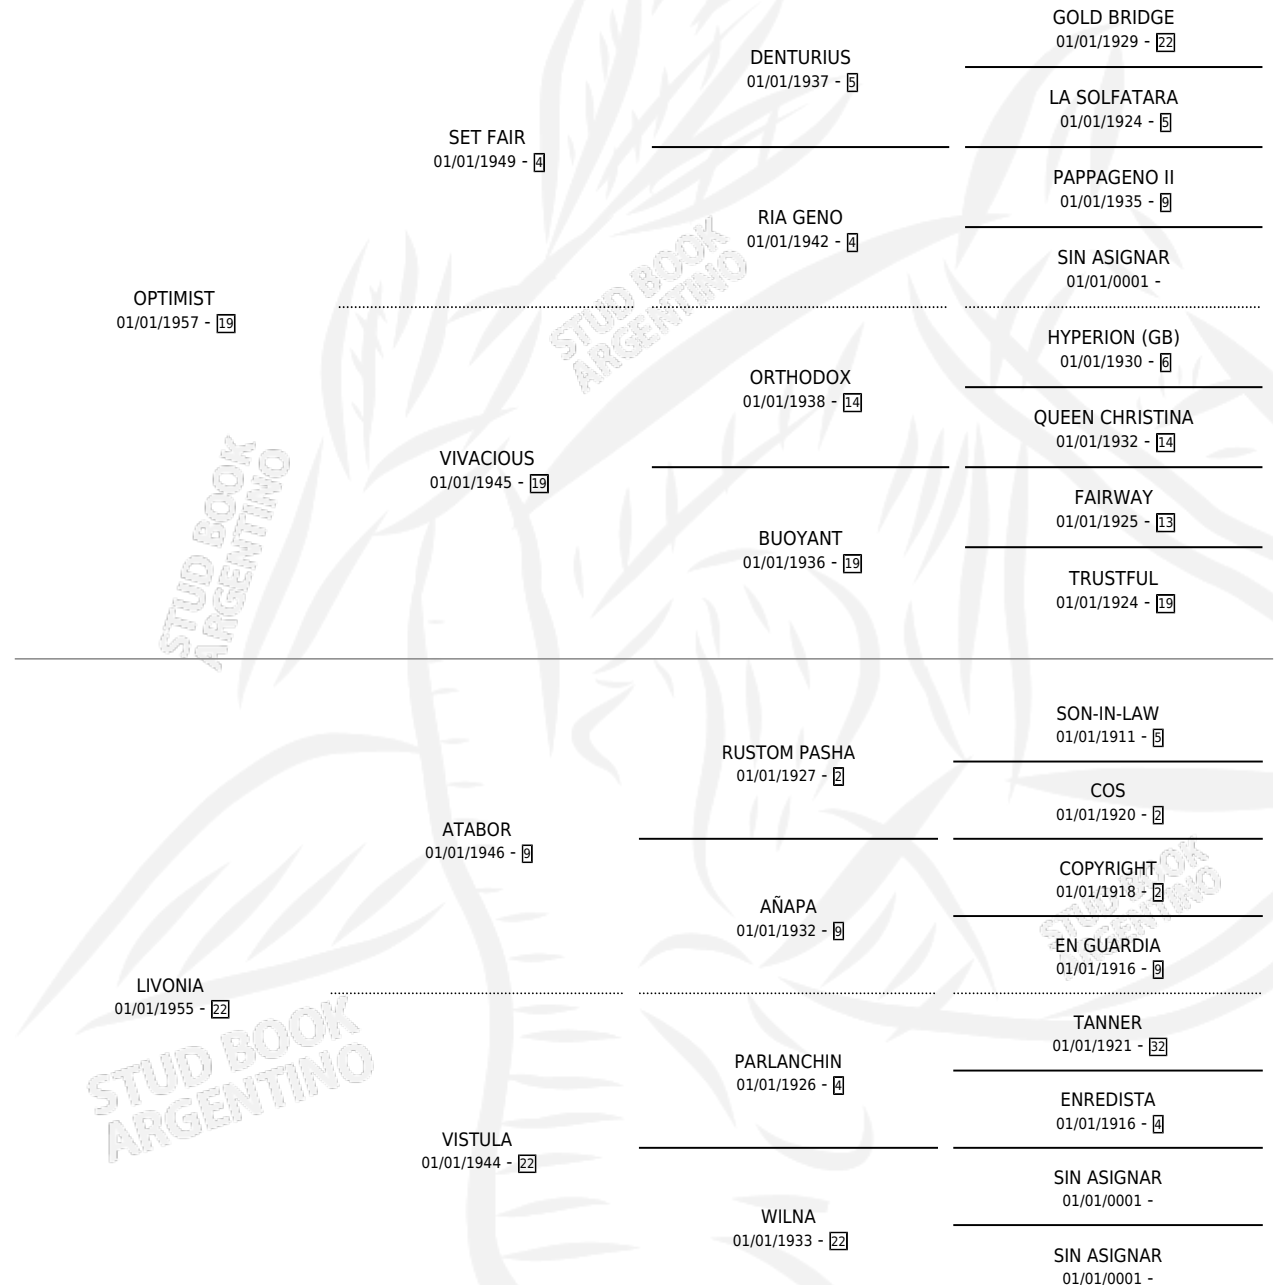 GOLD BRIDGE
01/01/1929 - 22
DENTURIUS
01/01/1937 - 5
LA SOLFATARA
01/01/1924 - 5
SET FAIR
01/01/1949 - 4
PAPPAGENO II
01/01/1935 - 9
RIA GENO
01/01/1942 - 4
SIN ASIGNAR
01/01/0001 -
OPTIMIST
01/01/1957 - 19
HYPERION (GB)
01/01/1930 - 6
ORTHODOX
01/01/1938 - 14
QUEEN CHRISTINA
01/01/1932 - 14
VIVACIOUS
01/01/1945 - 19
FAIRWAY
01/01/1925 - 13
BUOYANT
01/01/1936 - 19
TRUSTFUL
01/01/1924 - 19
SON-IN-LAW
01/01/1911 - 5
RUSTOM PASHA
01/01/1927 - 2
COS
01/01/1920 - 2
ATABOR
01/01/1946 - 9
COPYRIGHT
01/01/1918 - 2
AÑAPA
01/01/1932 - 9
EN GUARDIA
01/01/1916 - 9
LIVONIA
01/01/1955 - 22
TANNER
01/01/1921 - 32
PARLANCHIN
01/01/1926 - 4
ENREDISTA
01/01/1916 - 4
VISTULA
01/01/1944 - 22
SIN ASIGNAR
01/01/0001 -
WILNA
01/01/1933 - 22
SIN ASIGNAR
01/01/0001 -
STUD BOOK
ARGENTINO
STUD BOOK
ARGENTINO
STUD BOOK
ARGENTINO
STUD BOOK
ARGENTINO